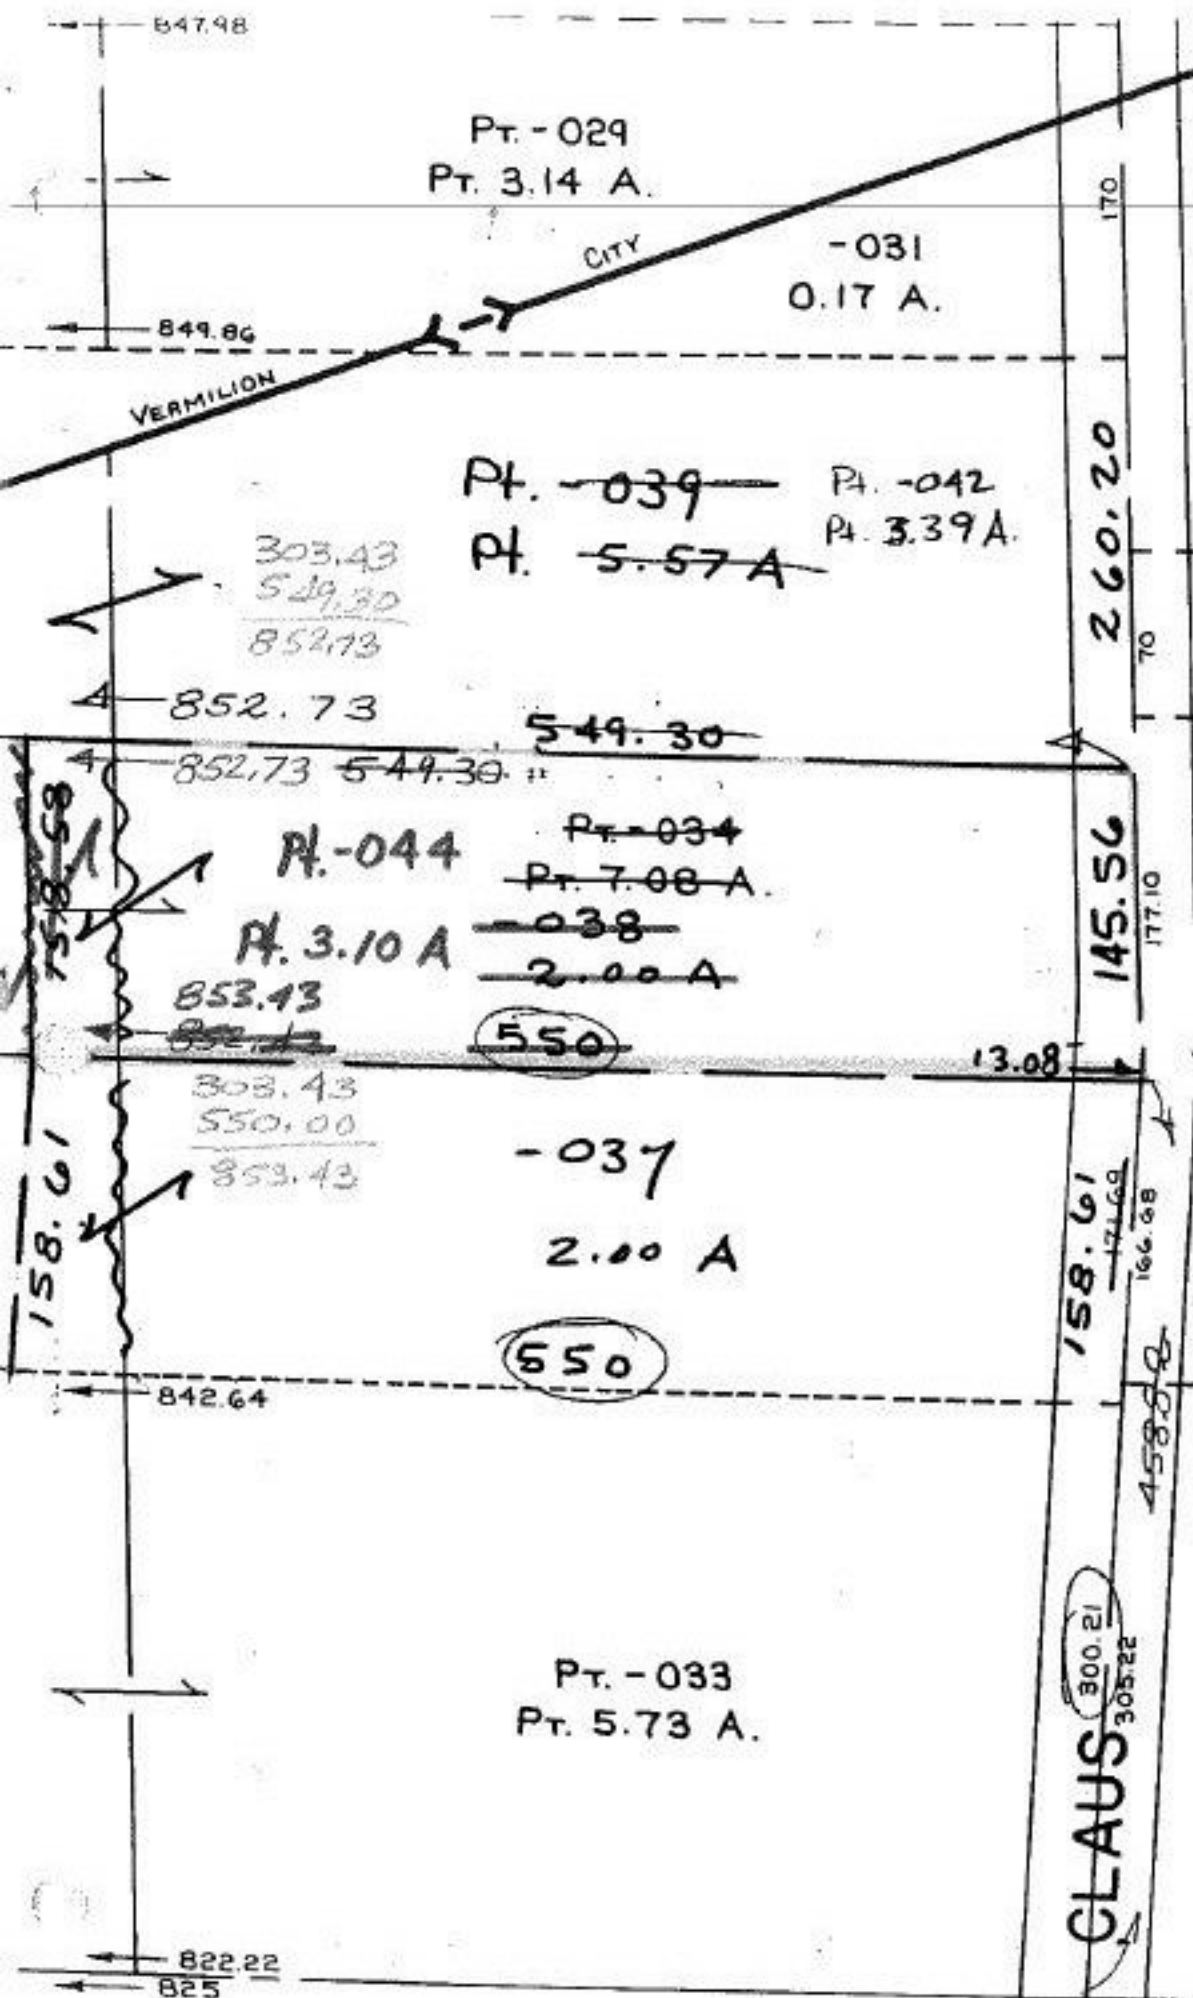 847.98
PT. - 029
PT. 3.14 A.
170
CITY
- 031
0.17 A.
849.86
VERMILION
Pt. - 039
Pt. 5.57 A
Pt. -042
Pt. 3.39 A.
260.20
70
303.43
549.30
852.73
852.73
549.30
852.73 549.30
158.58
Pt.-044
Pt. 3.10 A
PT. - 034
PT. 7.08 A.
- 038
2.00 A
145.56
177.10
853.43
550
13.08
303.43
550.00
853.43
158.61
- 037
2.00 A
158.61
171.69
166.68
550
842.64
PT. - 033
PT. 5.73 A.
300.21
305.22
CLAUS
822.22
825